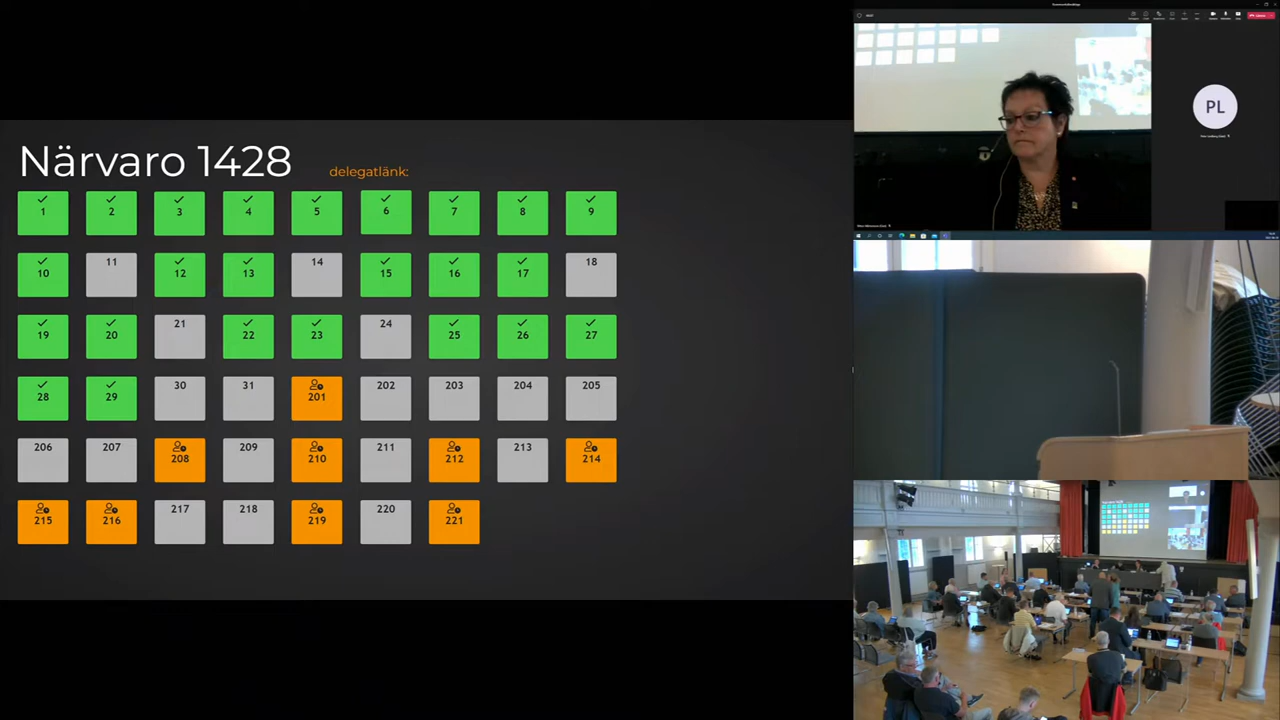 Närvaro 1428
delegatlänk:
1 2 3 4 5 6 7 8 9
10 11 12 13 14 15 16 17 18
19 20 21 22 23 24 25 26 27
28 29 30 31 201 202 203 204 205
206 207 208 209 210 211 212 213 214
215 216 217 218 219 220 221
PL